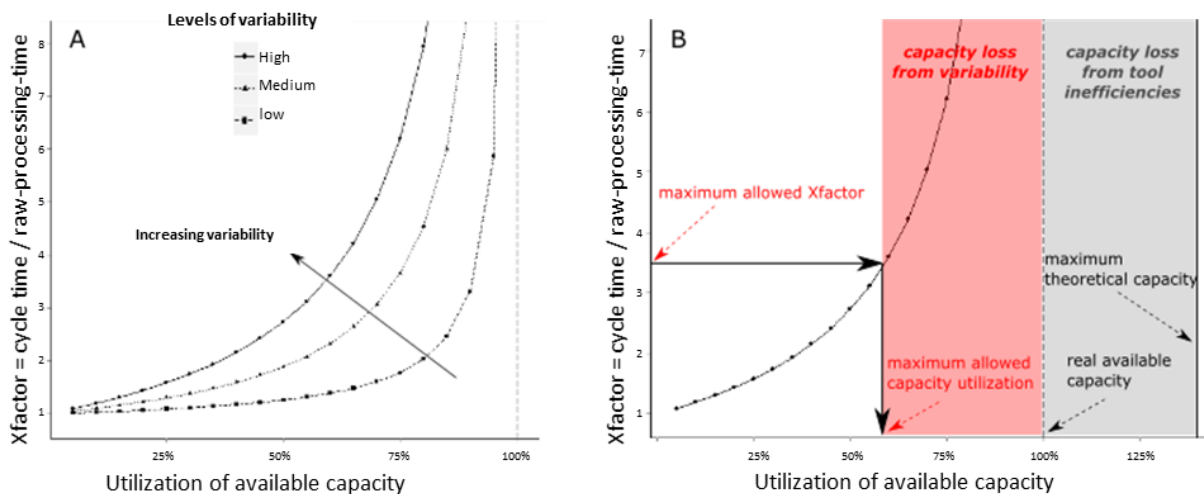 Levels of variability
A
High
Medium
low
Increasing variability
Xfactor = cycle time / raw-processing-time
8
7
6
5
4
3
2
1
25%
50%
75%
100%
Utilization of available capacity
B
capacity loss
from variability
capacity loss
from tool
inefficiencies
maximum allowed Xfactor
maximum
theoretical capacity
maximum allowed
capacity utilization
real available
capacity
Xfactor = cycle time / raw-processing-time
7
6
5
4
3
2
1
25%
50%
75%
100%
125%
Utilization of available capacity